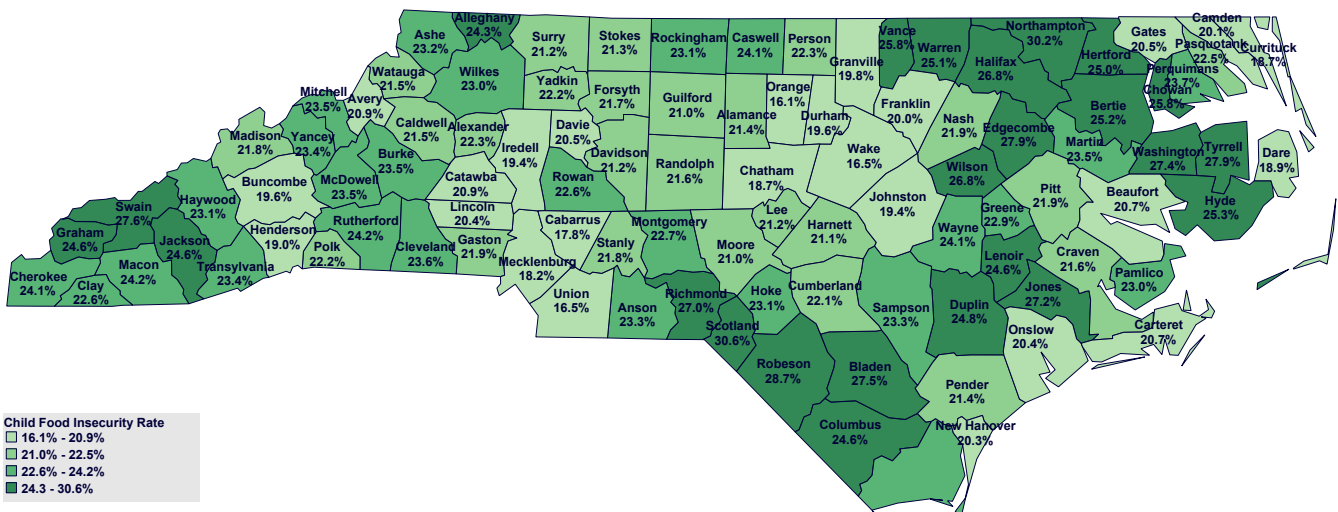 Alleghany
24.3%
Ashe
23.2%
Surry
21.2%
Stokes
21.3%
Rockingham
23.1%
Caswell
24.1%
Person
22.3%
Granville
19.8%
Vance
25.8%
Warren
25.1%
Northampton
30.2%
Halifax
26.8%
Hertford
25.0%
Gates
20.5%
Camden
20.1%
Pasquotank
22.5%
Currituck
18.7%
Perquimans
23.7%
Chowan
25.8%
Bertie
25.2%
Watauga
21.5%
Wilkes
23.0%
Yadkin
22.2%
Forsyth
21.7%
Guilford
21.0%
Alamance
21.4%
Orange
16.1%
Durham
19.6%
Franklin
20.0%
Nash
21.9%
Edgecombe
27.9%
Martin
23.5%
Washington
27.4%
Tyrrell
27.9%
Dare
18.9%
Mitchell
23.5%
Avery
20.9%
Caldwell
21.5%
Alexander
22.3%
Iredell
19.4%
Davie
20.5%
Davidson
21.2%
Randolph
21.6%
Chatham
18.7%
Wake
16.5%
Wilson
26.8%
Pitt
21.9%
Beaufort
20.7%
Hyde
25.3%
Madison
21.8%
Yancey
23.4%
Burke
23.5%
McDowell
23.5%
Catawba
20.9%
Rowan
22.6%
Johnston
19.4%
Greene
22.9%
Swain
27.6%
Haywood
23.1%
Buncombe
19.6%
Rutherford
24.2%
Lincoln
20.4%
Cabarrus
17.8%
Montgomery
22.7%
Lee
21.2%
Harnett
21.1%
Wayne
24.1%
Lenoir
24.6%
Craven
21.6%
Pamlico
23.0%
Graham
24.6%
Jackson
24.6%
Henderson
19.0%
Polk
22.2%
Cleveland
23.6%
Gaston
21.9%
Mecklenburg
18.2%
Stanly
21.8%
Moore
21.0%
Cherokee
24.1%
Clay
22.6%
Macon
24.2%
Transylvania
23.4%
Union
16.5%
Anson
23.3%
Richmond
27.0%
Scotland
30.6%
Hoke
23.1%
Cumberland
22.1%
Sampson
23.3%
Duplin
24.8%
Jones
27.2%
Onslow
20.4%
Carteret
20.7%
Robeson
28.7%
Bladen
27.5%
Pender
21.4%
Columbus
24.6%
New Hanover
20.3%
Child Food Insecurity Rate
16.1% - 20.9%
21.0% - 22.5%
22.6% - 24.2%
24.3 - 30.6%